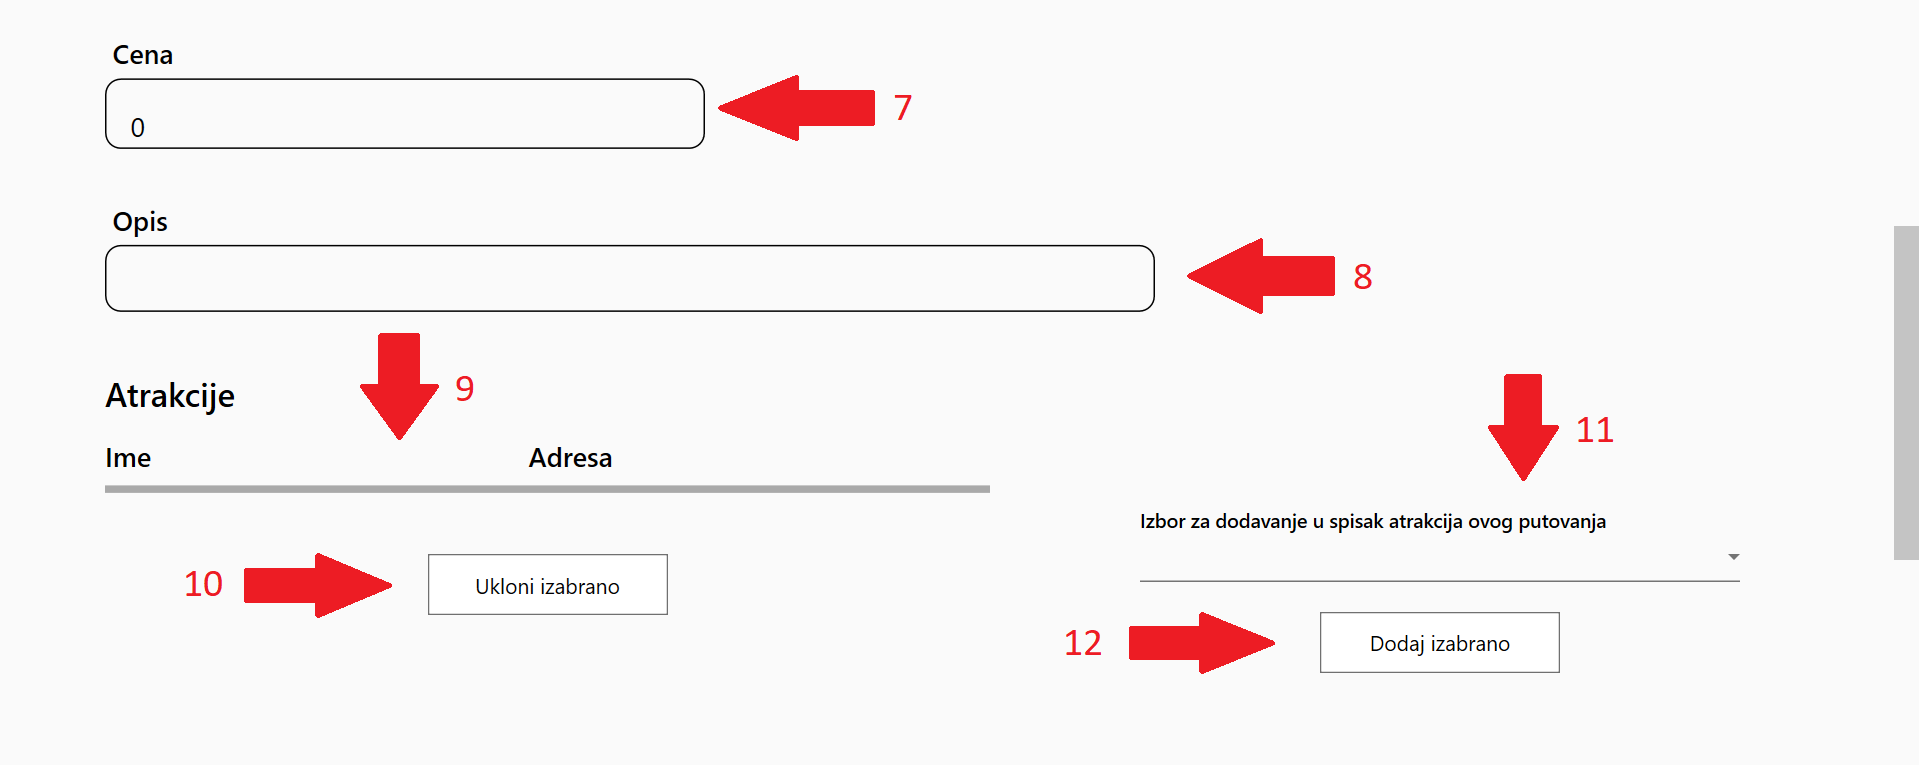 Cena
0
7
Opis
8
9
Atrakcije
Ime Adresa
11
Izbor za dodavanje u spisak atrakcija ovog putovanja
10
Ukloni izabrano
12
Dodaj izabrano